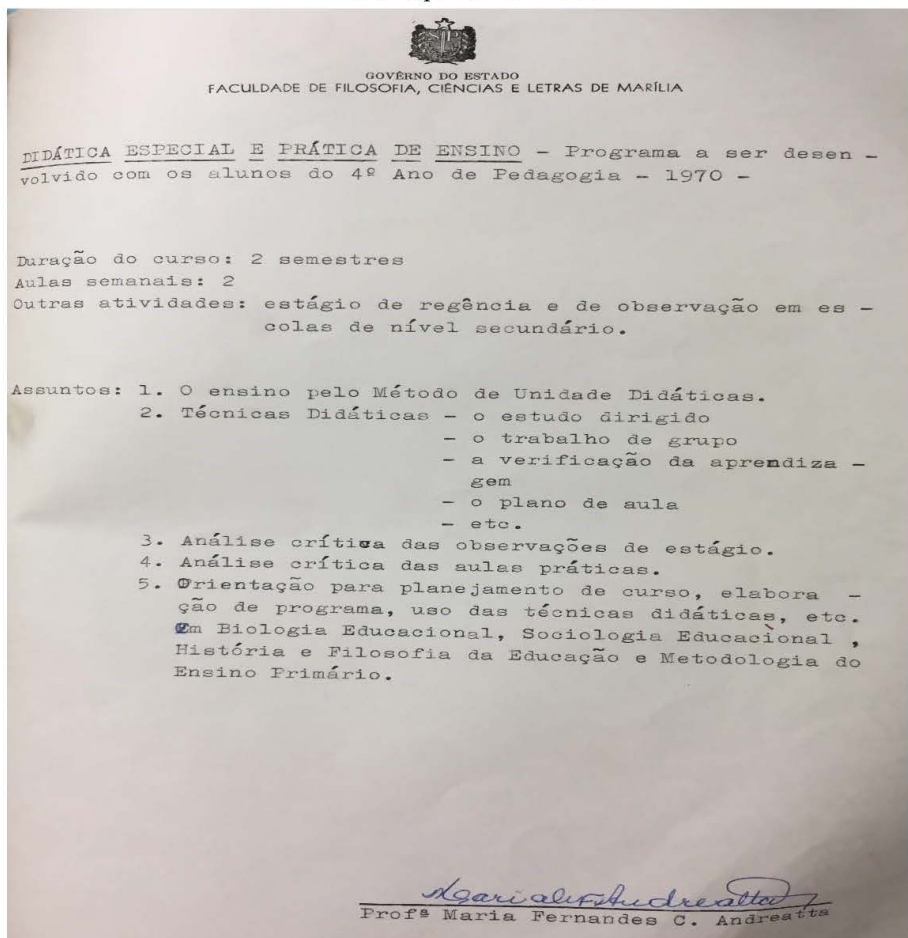 GOVÊRNO DO ESTADO
FACULDADE DE FILOSOFIA, CIÊNCIAS E LETRAS DE MARÍLIA
DIDÁTICA ESPECIAL E PRÁTICA DE ENSINO - Programa a ser desen -
volvido com os alunos do 4º Ano de Pedagogia - 1970 -
Duração do curso: 2 semestres
Aulas semanais: 2
Outras atividades: estágio de regência e de observação em es -
colas de nível secundário.
Assuntos: 1. O ensino pelo Método de Unidade Didáticas.
2. Técnicas Didáticas - o estudo dirigido
- o trabalho de grupo
- a verificação da aprendiza -
gem
- o plano de aula
- etc.
3. Análise crítica das observações de estágio.
4. Análise crítica das aulas práticas.
5. Orientação para planejamento de curso, elabora -
ção de programa, uso das técnicas didáticas, etc.
Em Biologia Educacional, Sociologia Educacional ,
História e Filosofia da Educação e Metodologia do
Ensino Primário.
Profª Maria Fernandes C. Andreatta